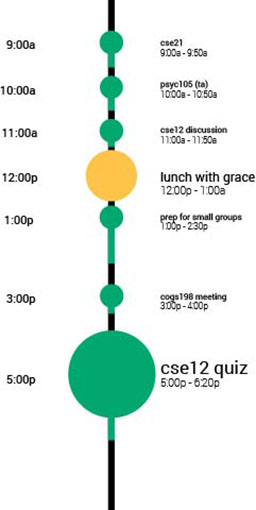 9:00a
cse21
9:00a - 9:50a
10:00a
psyc105 (ta)
10:00a - 10:50a
11:00a
cse12 discussion
11:00a - 11:50a
12:00p
lunch with grace
12:00p - 1:00a
1:00p
prep for small groups
1:00p - 2:30p
3:00p
cogs198 meeting
3:00p - 4:00p
5:00p
cse12 quiz
5:00p - 6:20p